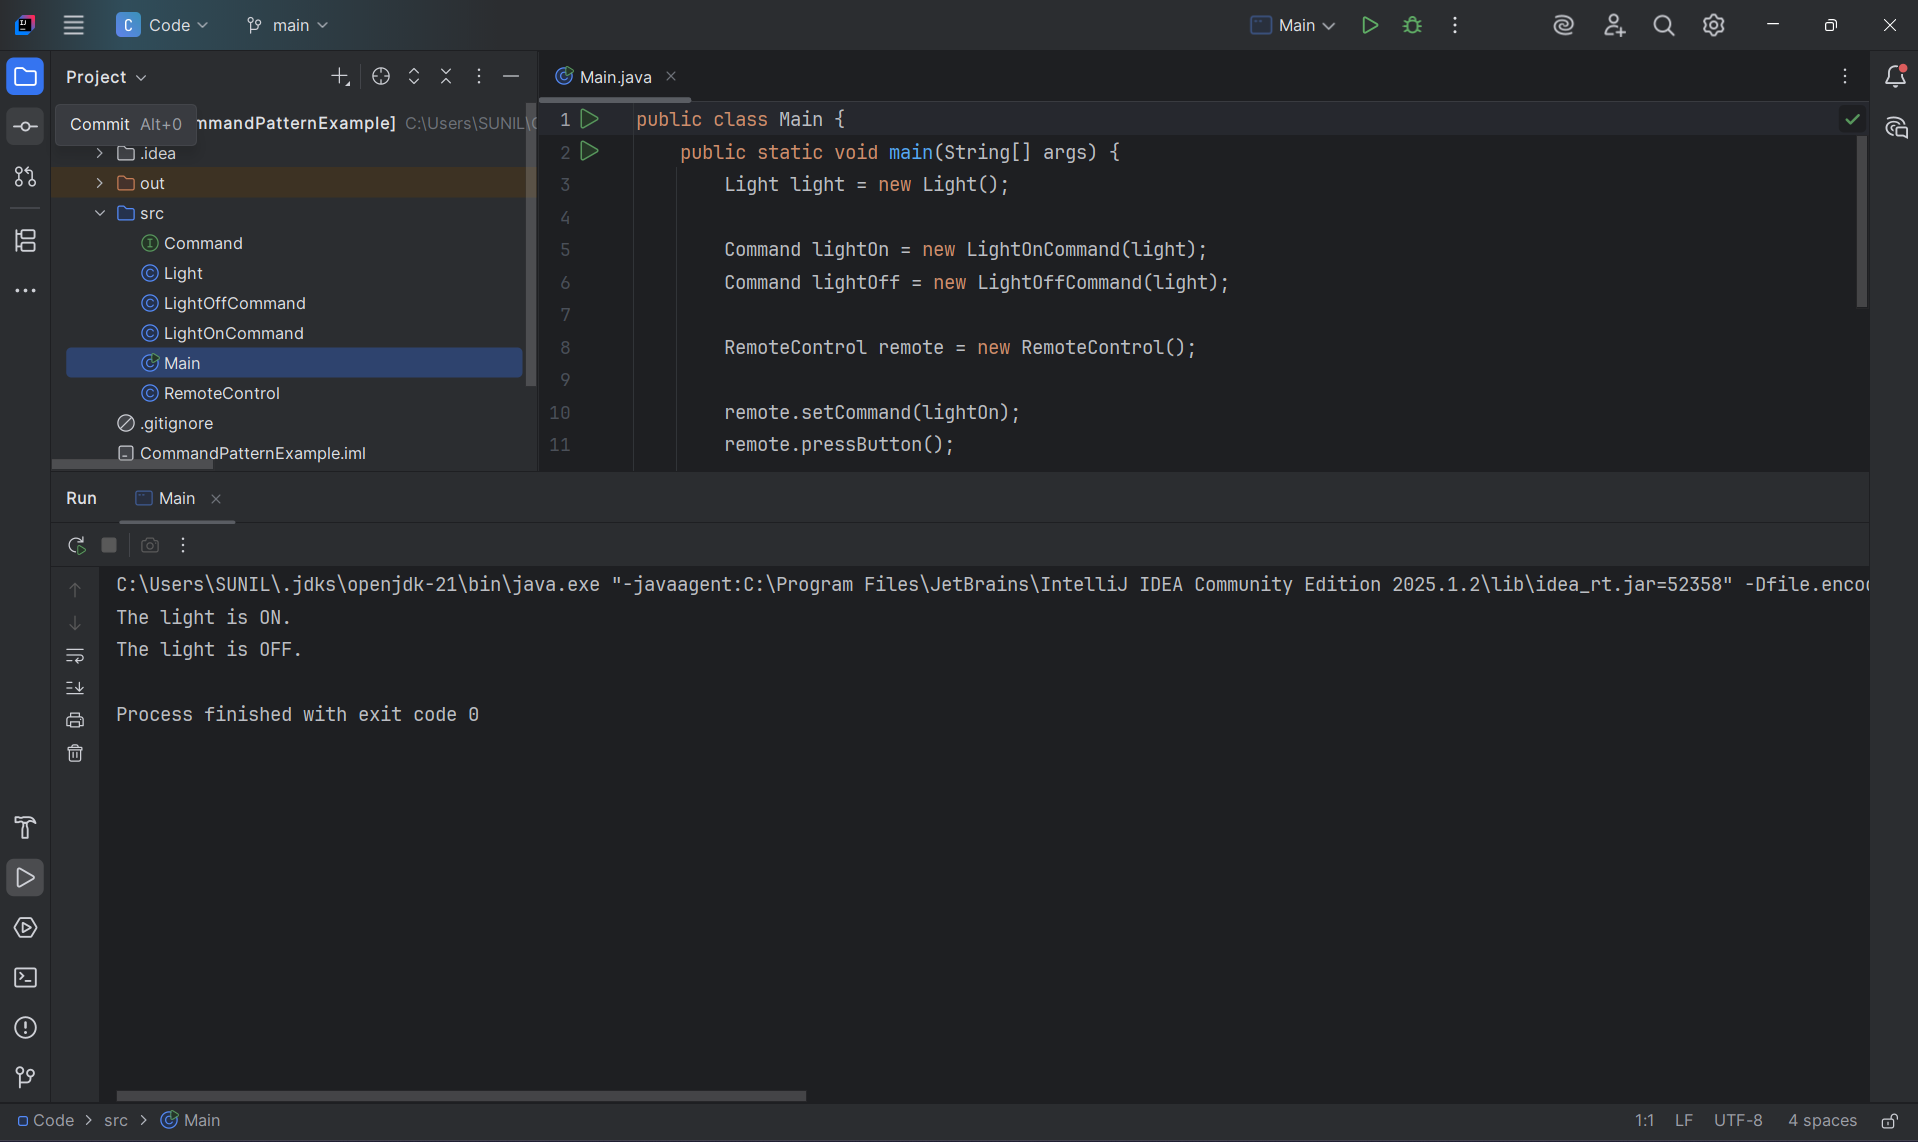 Code
main
Main
Project
Main.java
Commit Alt+0
mmandPatternExample] C:\Users\SUNIL\
.idea
out
src
Command
Light
LightOffCommand
LightOnCommand
Main
RemoteControl
.gitignore
CommandPatternExample.iml
1 public class Main {
2 public static void main(String[] args) {
3 Light light = new Light();
4
5 Command lightOn = new LightOnCommand(light);
6 Command lightOff = new LightOffCommand(light);
7
8 RemoteControl remote = new RemoteControl();
9
10 remote.setCommand(lightOn);
11 remote.pressButton();
Run Main
C:\Users\SUNIL\.jdks\openjdk-21\bin\java.exe "-javaagent:C:\Program Files\JetBrains\IntelliJ IDEA Community Edition 2025.1.2\lib\idea_rt.jar=52358" -Dfile.enco
The light is ON.
The light is OFF.
Process finished with exit code 0
Code > src > Main
1:1 LF UTF-8 4 spaces